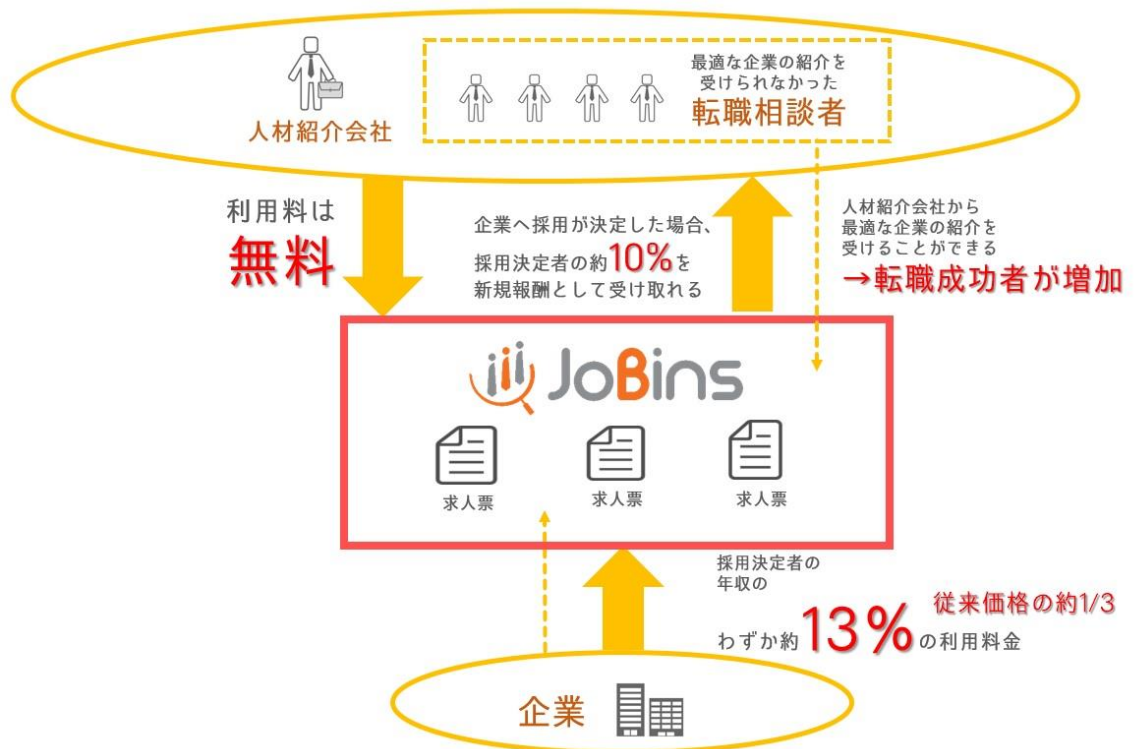 人材紹介会社
最適な企業の紹介を
受けられなかった
転職相談者
利用料は
無料
企業へ採用が決定した場合、
採用決定者の約10%を
新規報酬として受け取れる
人材紹介会社から
最適な企業の紹介を
受けることができる
→転職成功者が増加
JoBins
求人票
求人票
求人票
採用決定者の
年収の
従来価格の約1/3
わずか約13%の利用料金
企業